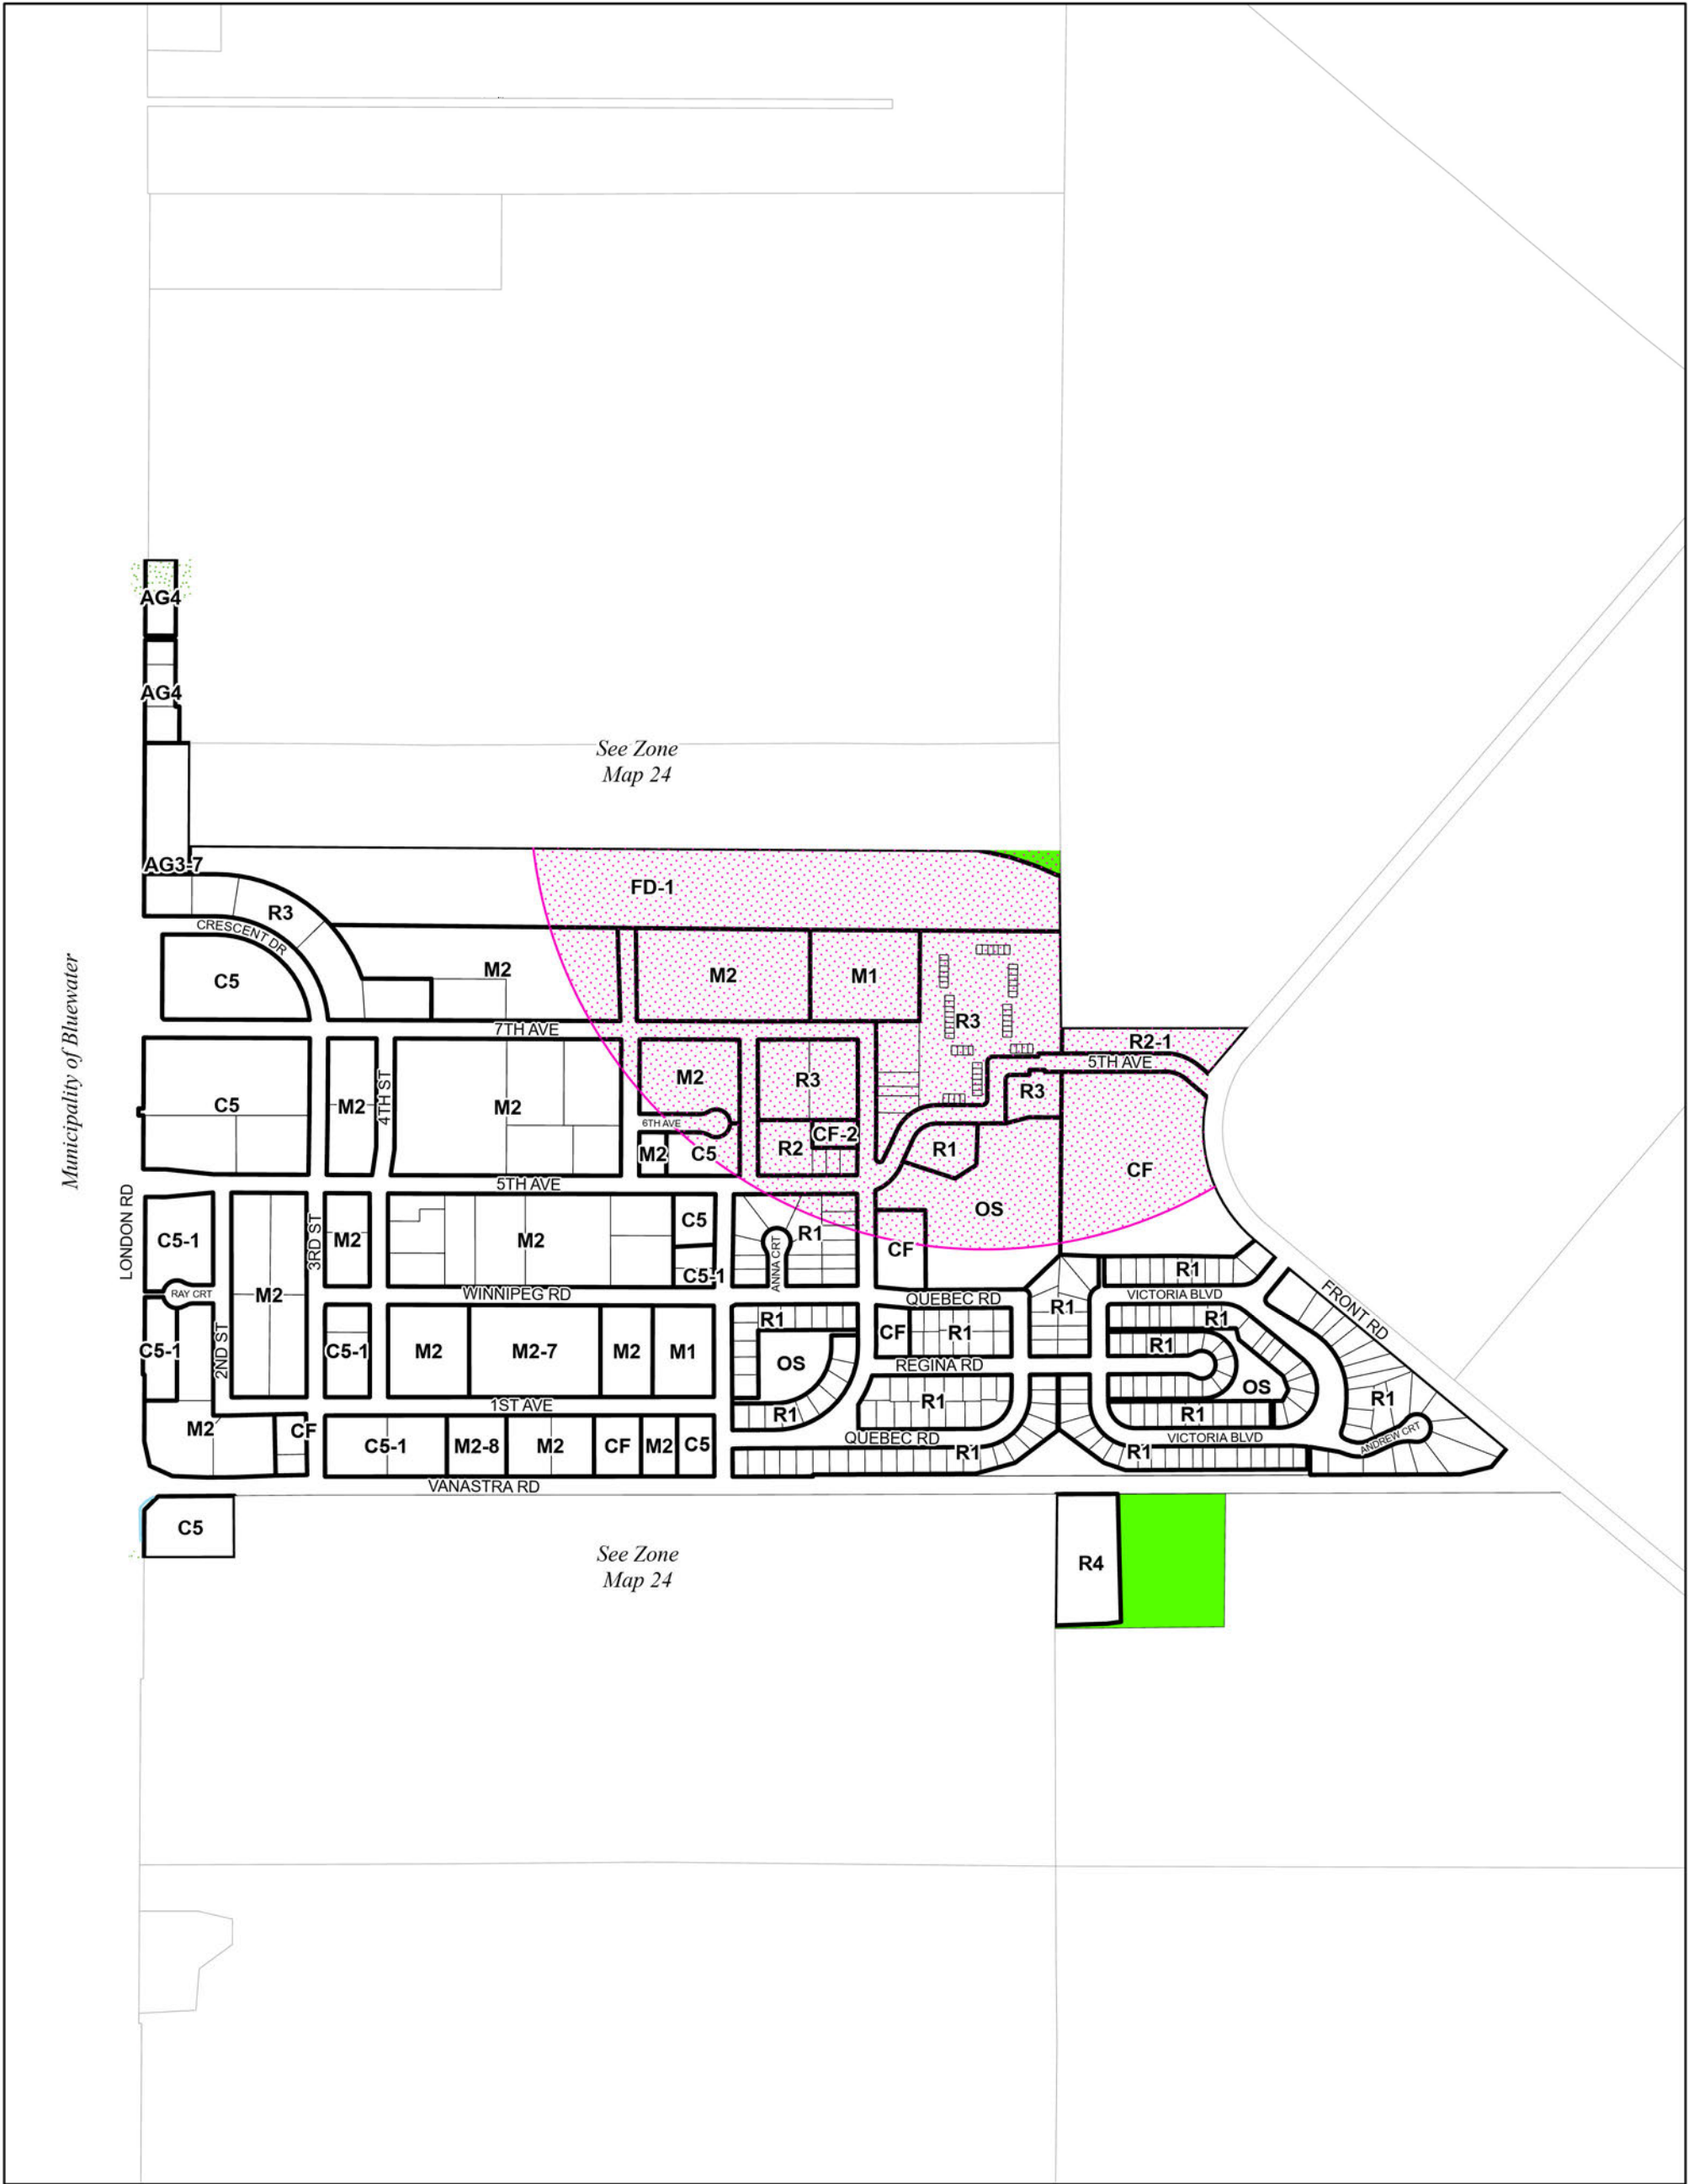 AG4
AG4
See Zone
Map 24
Municipality of Bluewater
AG3-7
FD-1
R3
CRESCENT DR
C5
M2
M2
M1
R3
7TH AVE
R2-1
5TH AVE
C5
M2
4TH ST
M2
M2
R3
R3
6TH AVE
M2
C5
R2
CF-2
R1
CF
5TH AVE
OS
LONDON RD
C5-1
3RD ST
M2
M2
C5
C5-1
ANNA CRT
R1
CF
RAY CRT
M2
WINNIPEG RD
QUEBEC RD
R1
R1
VICTORIA BLVD
FRONT RD
C5-1
2ND ST
C5-1
M2
M2-7
M2
M1
R1
OS
CF
R1
R1
R1
REGINA RD
OS
R1
1ST AVE
R1
R1
R1
M2
CF
C5-1
M2-8
M2
CF
M2
C5
QUEBEC RD
R1
R1
VICTORIA BLVD
ANDREW CRT
VANASTRA RD
C5
See Zone
Map 24
R4